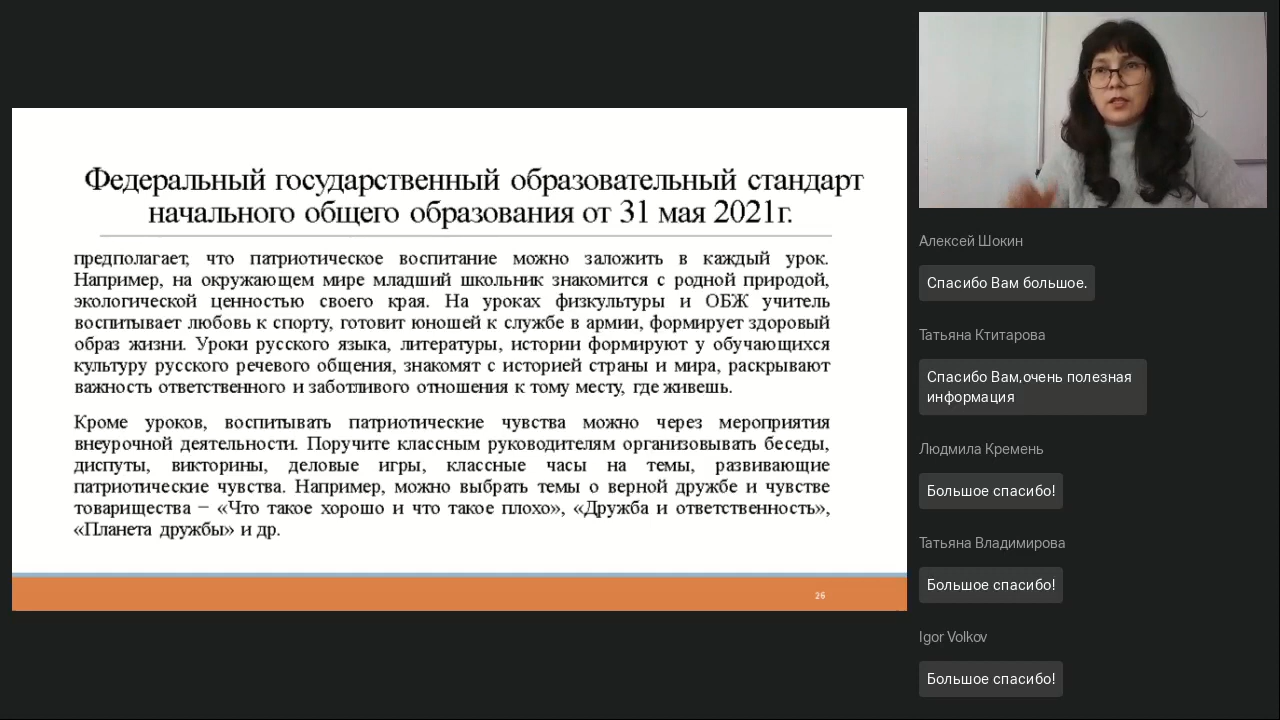 Федеральный государственный образовательный стандарт
начального общего образования от 31 мая 2021г.
предполагает, что патриотическое воспитание можно заложить в каждый урок.
Например, на окружающем мире младший школьник знакомится с родной природой,
экологической ценностью своего края. На уроках физкультуры и ОБЖ учитель
воспитывает любовь к спорту, готовит юношей к службе в армии, формирует здоровый
образ жизни. Уроки русского языка, литературы, истории формируют у обучающихся
культуру русского речевого общения, знакомят с историей страны и мира, раскрывают
важность ответственного и заботливого отношения к тому месту, где живешь.
Кроме уроков, воспитывать патриотические чувства можно через мероприятия
внеурочной деятельности. Поручите классным руководителям организовывать беседы,
диспуты, викторины, деловые игры, классные часы на темы, развивающие
патриотические чувства. Например, можно выбрать темы о верной дружбе и чувстве
товарищества − «Что такое хорошо и что такое плохо», «Дружба и ответственность»,
«Планета дружбы» и др.
26
Алексей Шокин
Спасибо Вам большое.
Татьяна Ктитарова
Спасибо Вам,очень полезная
информация
Людмила Кремень
Большое спасибо!
Татьяна Владимирова
Большое спасибо!
Igor Volkov
Большое спасибо!